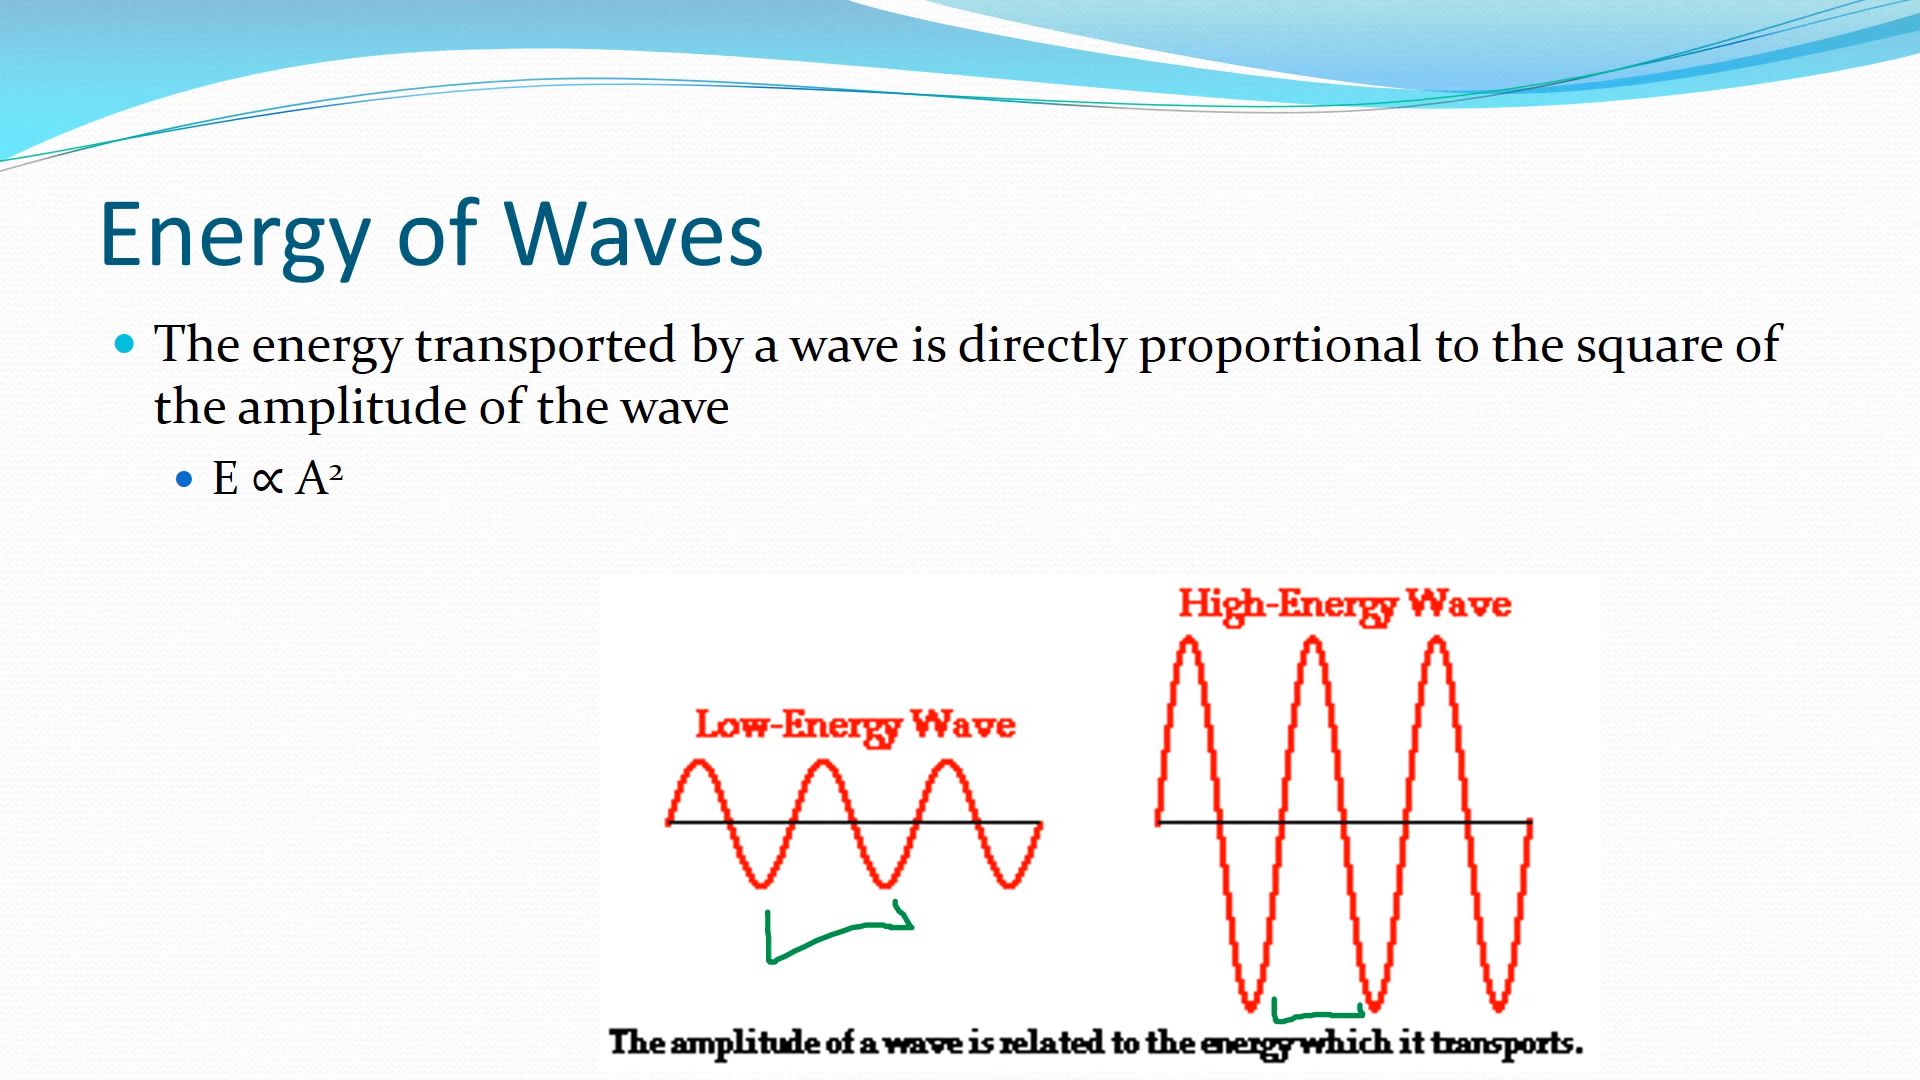 Energy of Waves
The energy transported by a wave is directly proportional to the square of
the amplitude of the wave
E ∝ A²
High-Energy Wave
Low-Energy Wave
The amplitude of a wave is related to the energy which it transports.